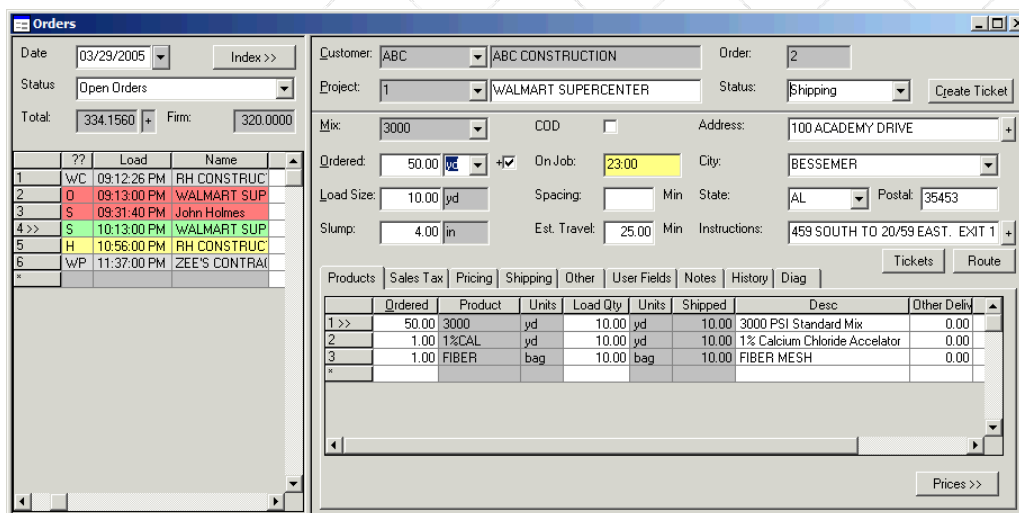 Orders
Date 03/29/2005 Index >>
Status Open Orders
Total: 334.1560 + Firm: 320.0000
?? Load Name
1 WC 09:12:26 PM RH CONSTRUC
2 O 09:13:00 PM WALMART SUP
3 S 09:31:40 PM John Holmes
4 >> S 10:13:00 PM WALMART SUP
5 H 10:56:00 PM RH CONSTRUC
6 WP 11:37:00 PM ZEE'S CONTRA(
*
Customer: ABC ABC CONSTRUCTION Order: 2
Project: 1 WALMART SUPERCENTER Status: Shipping Create Ticket
Mix: 3000 COD Address: 100 ACADEMY DRIVE +
Ordered: 50.00 yd + On Job: 23:00 City: BESSEMER
Load Size: 10.00 yd Spacing: Min State: AL Postal: 35453
Slump: 4.00 in Est. Travel: 25.00 Min Instructions: 459 SOUTH TO 20/59 EAST. EXIT 1 +
Tickets Route
Products Sales Tax Pricing Shipping Other User Fields Notes History Diag
Ordered Product Units Load Qty Units Shipped Desc Other Deliv
1 >> 50.00 3000 yd 10.00 yd 10.00 3000 PSI Standard Mix 0.00
2 1.00 1%CAL yd 10.00 yd 10.00 1% Calcium Chloride Accelator 0.00
3 1.00 FIBER bag 10.00 bag 10.00 FIBER MESH 0.00
*
Prices >>